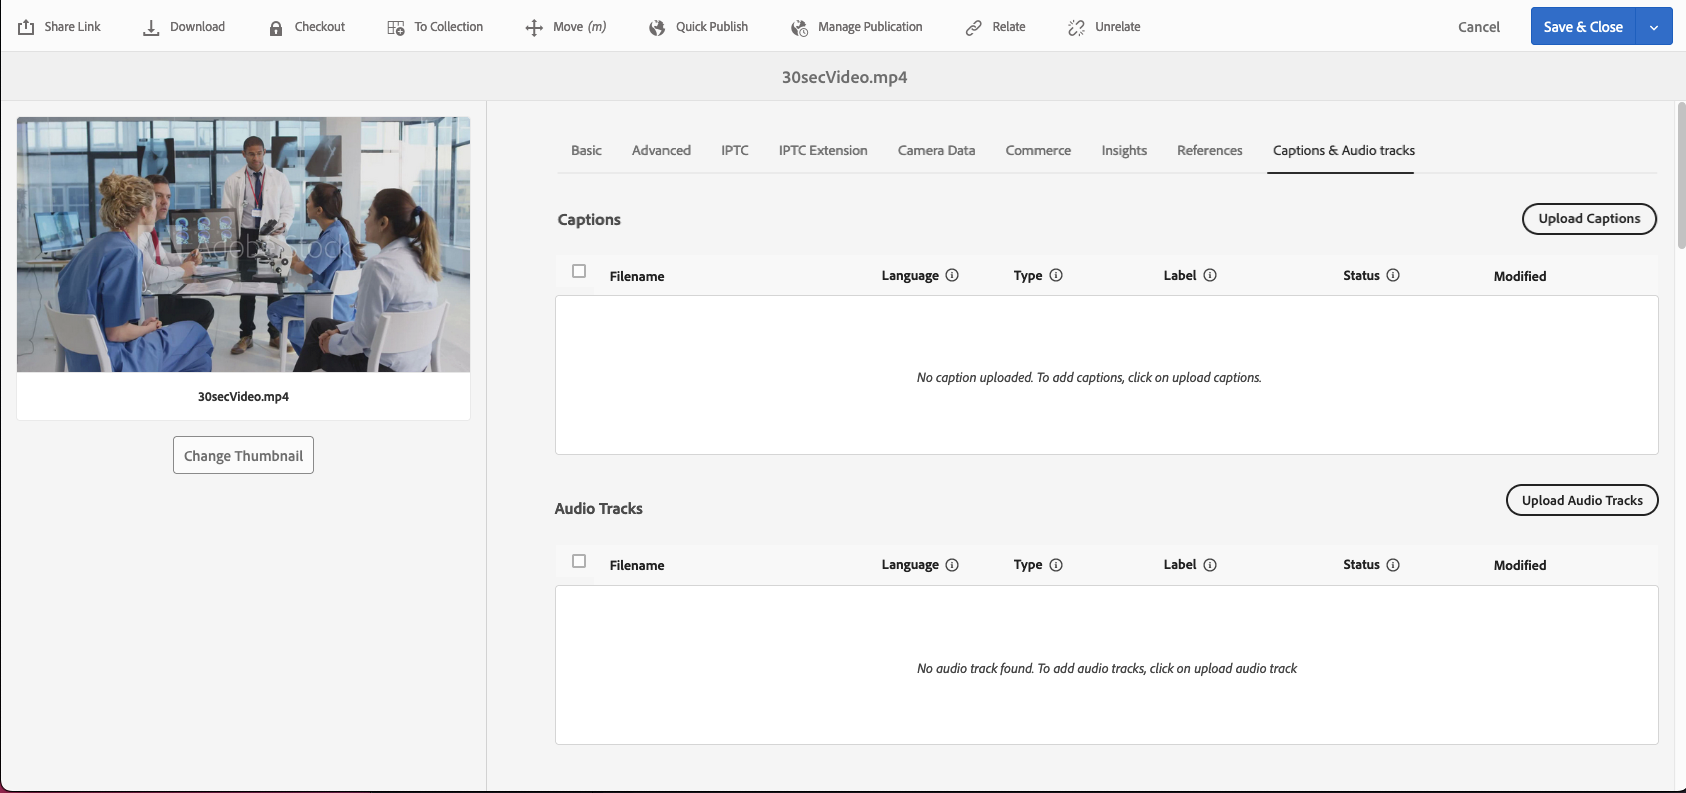 Share Link Download Checkout To Collection Move (m) Quick Publish Manage Publication Relate Unrelate Cancel Save & Close
30secVideo.mp4
Adobe Stock
30secVideo.mp4
Change Thumbnail
Basic Advanced IPTC IPTC Extension Camera Data Commerce Insights References Captions & Audio tracks
Captions Upload Captions
Filename Language Type Label Status Modified
No caption uploaded. To add captions, click on upload captions.
Audio Tracks Upload Audio Tracks
Filename Language Type Label Status Modified
No audio track found. To add audio tracks, click on upload audio track